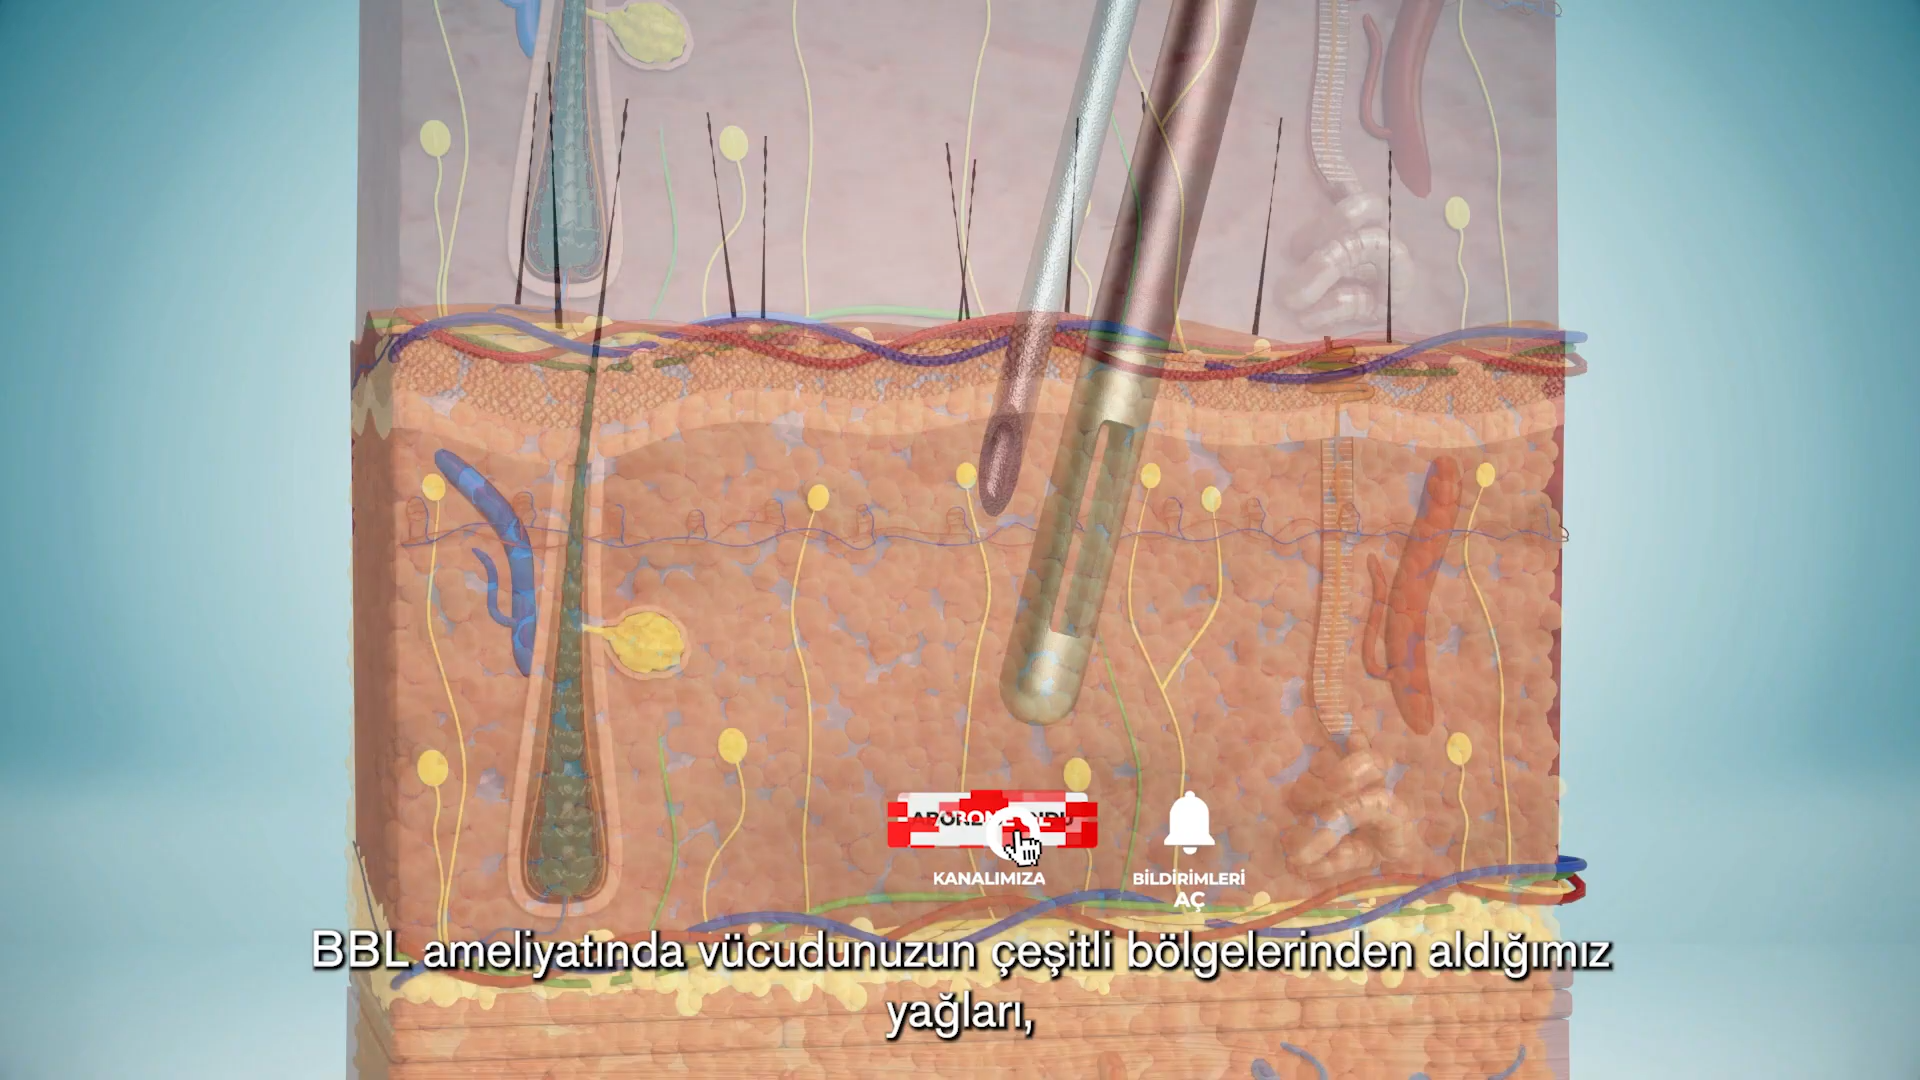 KANALIMIZA
BİLDİRİMLERİ
AÇ
BBL ameliyatında vücudunuzun çeşitli bölgelerinden aldığımız
yağları,